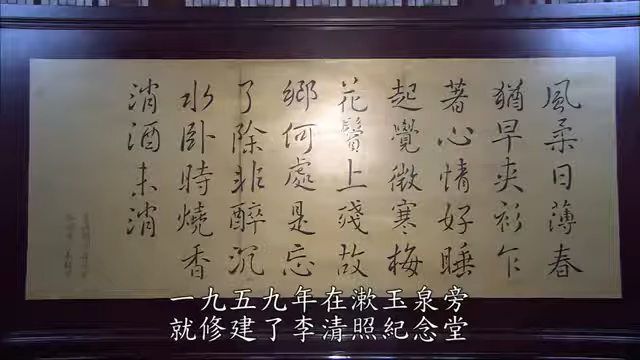 風柔日薄春
猶早夾衫乍
著心情好睡
起覺微寒梅
花鬢上殘故
鄉何處是忘
了除非醉沉
水卧時燒香
消酒未消
一九五九年在漱玉泉旁
就修建了李清照紀念堂